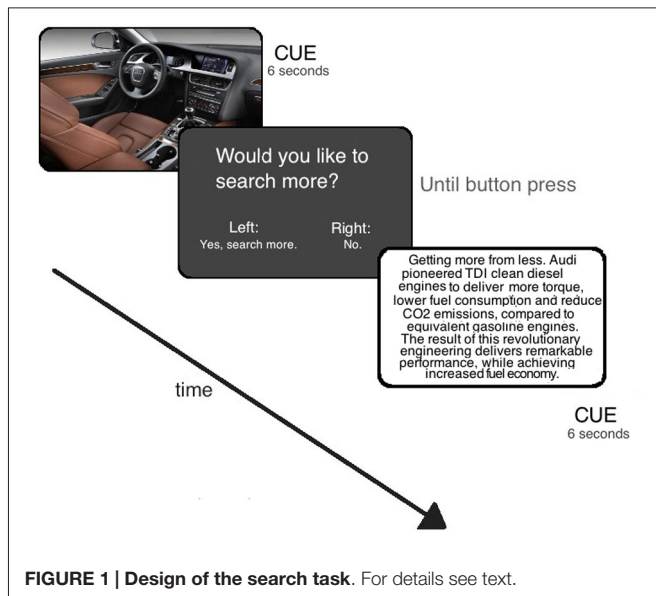 CUE
6 seconds
Would you like to
search more?
Left:
Right:
Yes, search more.
No.
Until button press
Getting more from less. Audi
pioneered TDI clean diesel
engines to deliver more torque,
lower fuel consumption and reduce
CO2 emissions, compared to
equivalent gasoline engines.
The result of this revolutionary
engineering delivers remarkable
performance, while achieving
increased fuel economy.
time
CUE
6 seconds
FIGURE 1 | Design of the search task. For details see text.